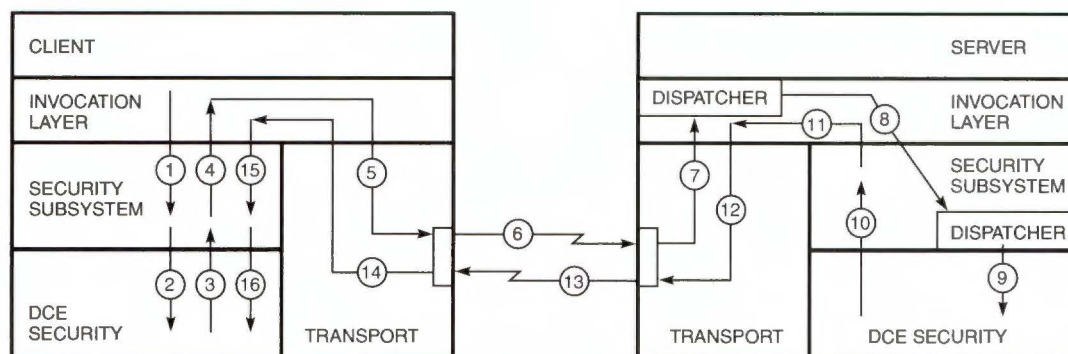 CLIENT
SERVER
INVOCATION
LAYER
DISPATCHER
INVOCATION
LAYER
8
11
1
4
15
5
7
SECURITY
SUBSYSTEM
SECURITY
SUBSYSTEM
12
10
6
DISPATCHER
14
13
9
2
3
16
DCE
SECURITY
TRANSPORT
TRANSPORT
DCE SECURITY